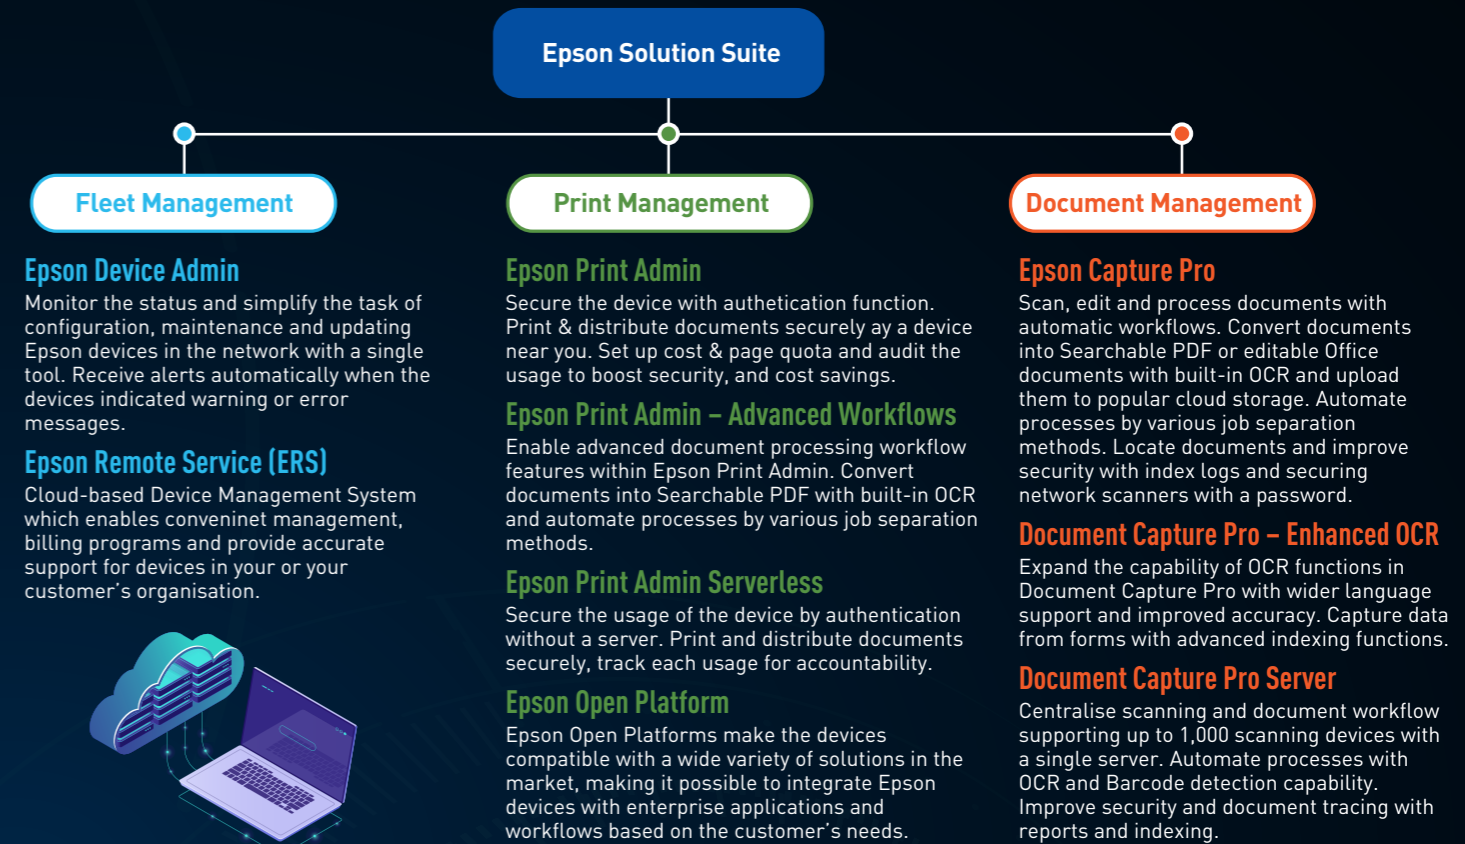 Epson Solution Suite
Fleet Management
Epson Device Admin
Monitor the status and simplify the task of
configuration, maintenance and updating
Epson devices in the network with a single
tool. Receive alerts automatically when the
devices indicated warning or error
messages.
Epson Remote Service (ERS)
Cloud-based Device Management System
which enables conveninet management,
billing programs and provide accurate
support for devices in your or your
customer's organisation.
Print Management
Epson Print Admin
Secure the device with authetication function.
Print & distribute documents securely ay a device
near you. Set up cost & page quota and audit the
usage to boost security, and cost savings.
Epson Print Admin – Advanced Workflows
Enable advanced document processing workflow
features within Epson Print Admin. Convert
documents into Searchable PDF with built-in OCR
and automate processes by various job separation
methods.
Epson Print Admin Serverless
Secure the usage of the device by authentication
without a server. Print and distribute documents
securely, track each usage for accountability.
Epson Open Platform
Epson Open Platforms make the devices
compatible with a wide variety of solutions in the
market, making it possible to integrate Epson
devices with enterprise applications and
workflows based on the customer's needs.
Document Management
Epson Capture Pro
Scan, edit and process documents with
automatic workflows. Convert documents
into Searchable PDF or editable Office
documents with built-in OCR and upload
them to popular cloud storage. Automate
processes by various job separation
methods. Locate documents and improve
security with index logs and securing
network scanners with a password.
Document Capture Pro – Enhanced OCR
Expand the capability of OCR functions in
Document Capture Pro with wider language
support and improved accuracy. Capture data
from forms with advanced indexing functions.
Document Capture Pro Server
Centralise scanning and document workflow
supporting up to 1,000 scanning devices with
a single server. Automate processes with
OCR and Barcode detection capability.
Improve security and document tracing with
reports and indexing.